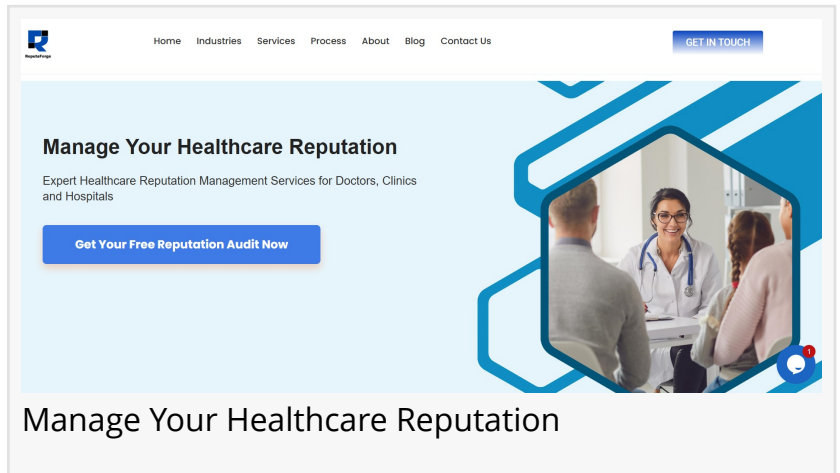 ReputeForge
Home Industries Services Process About Blog Contact Us
GET IN TOUCH
Manage Your Healthcare Reputation
Expert Healthcare Reputation Management Services for Doctors, Clinics
and Hospitals
Get Your Free Reputation Audit Now
1
Manage Your Healthcare Reputation